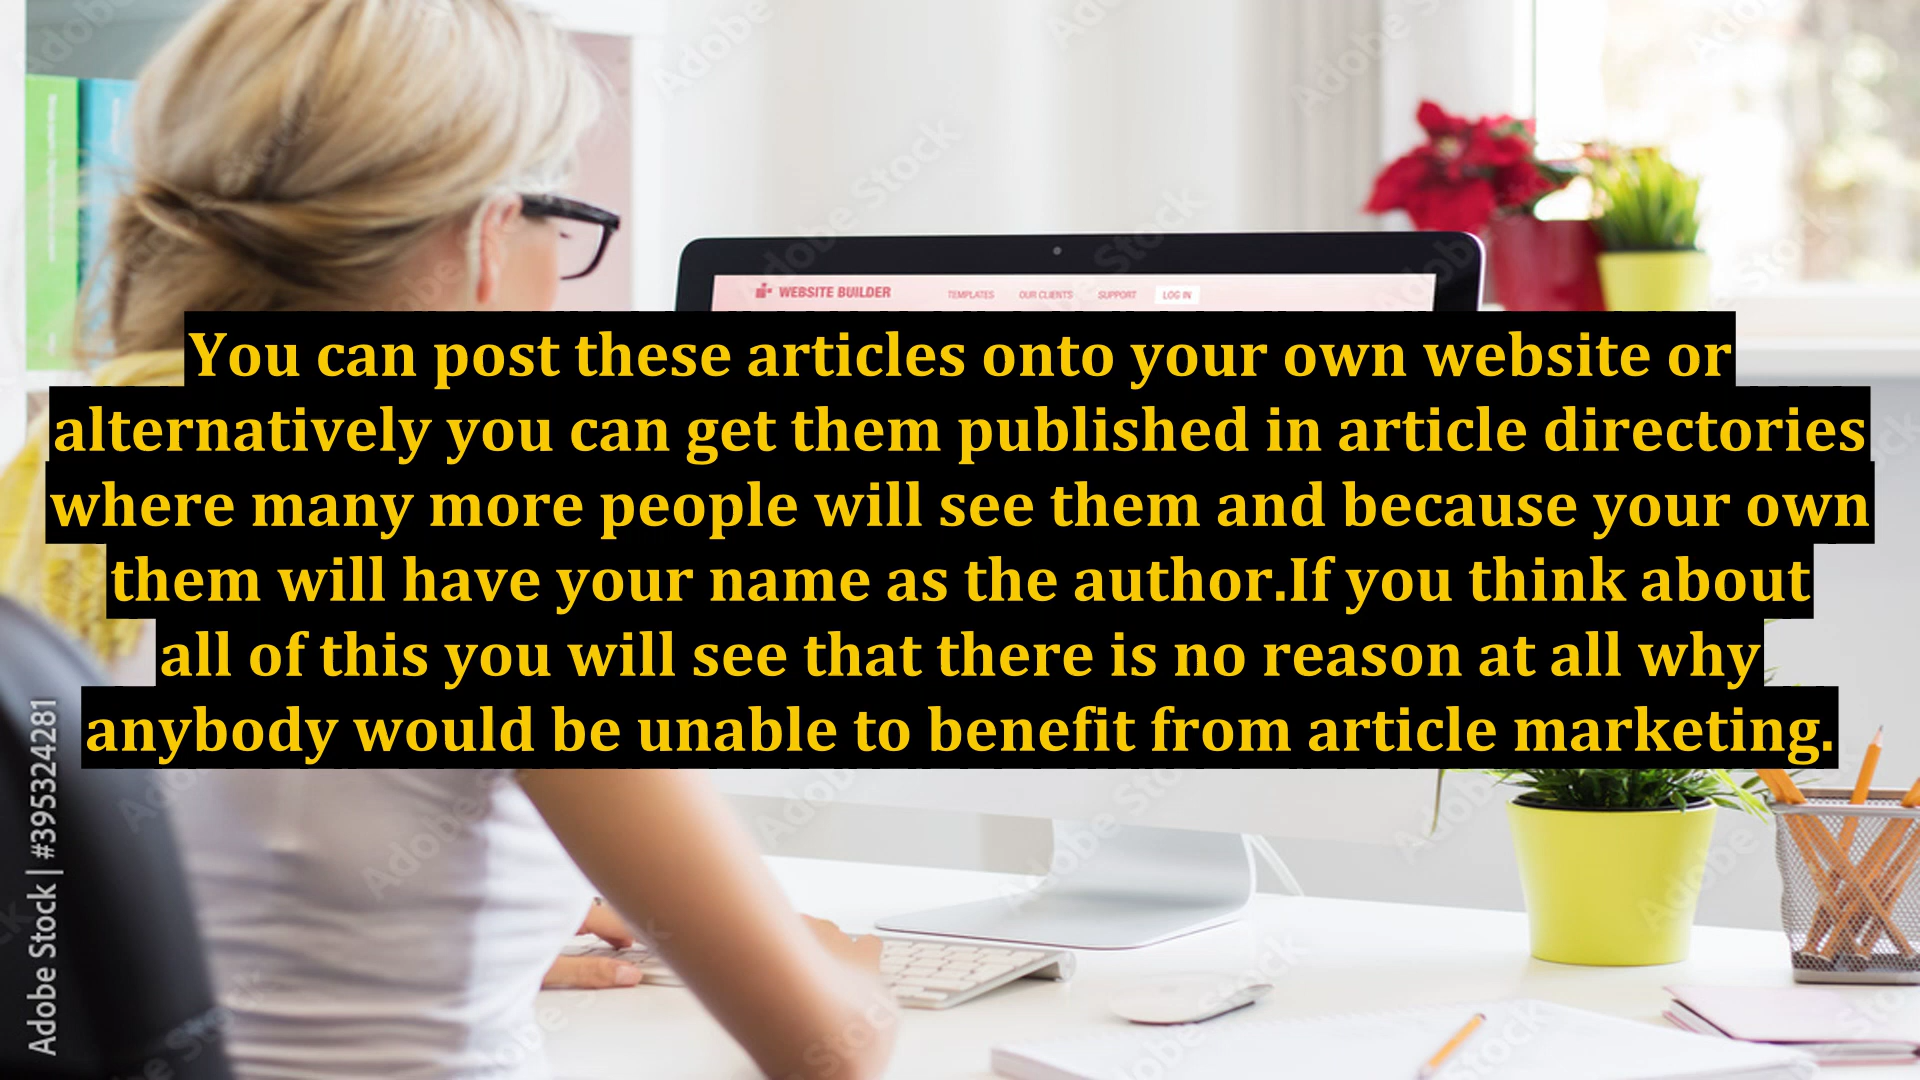 WEBSITE BUILDER TEMPLATES OUR CLIENTS SUPPORT LOG IN
You can post these articles onto your own website or
alternatively you can get them published in article directories
where many more people will see them and because your own
them will have your name as the author.If you think about
all of this you will see that there is no reason at all why
anybody would be unable to benefit from article marketing.
Adobe Stock | #395324281